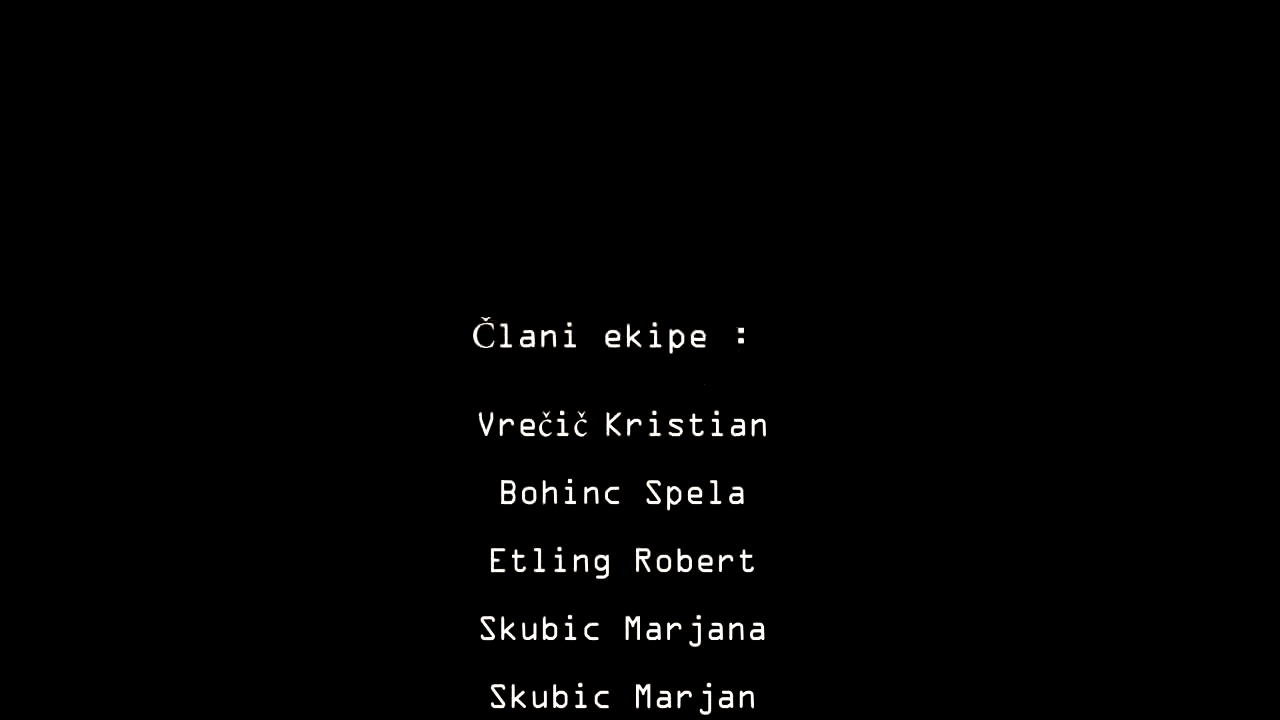 Člani ekipe :
Vrečič Kristian
Bohinc Spela
Etling Robert
Skubic Marjana
Skubic Marjan